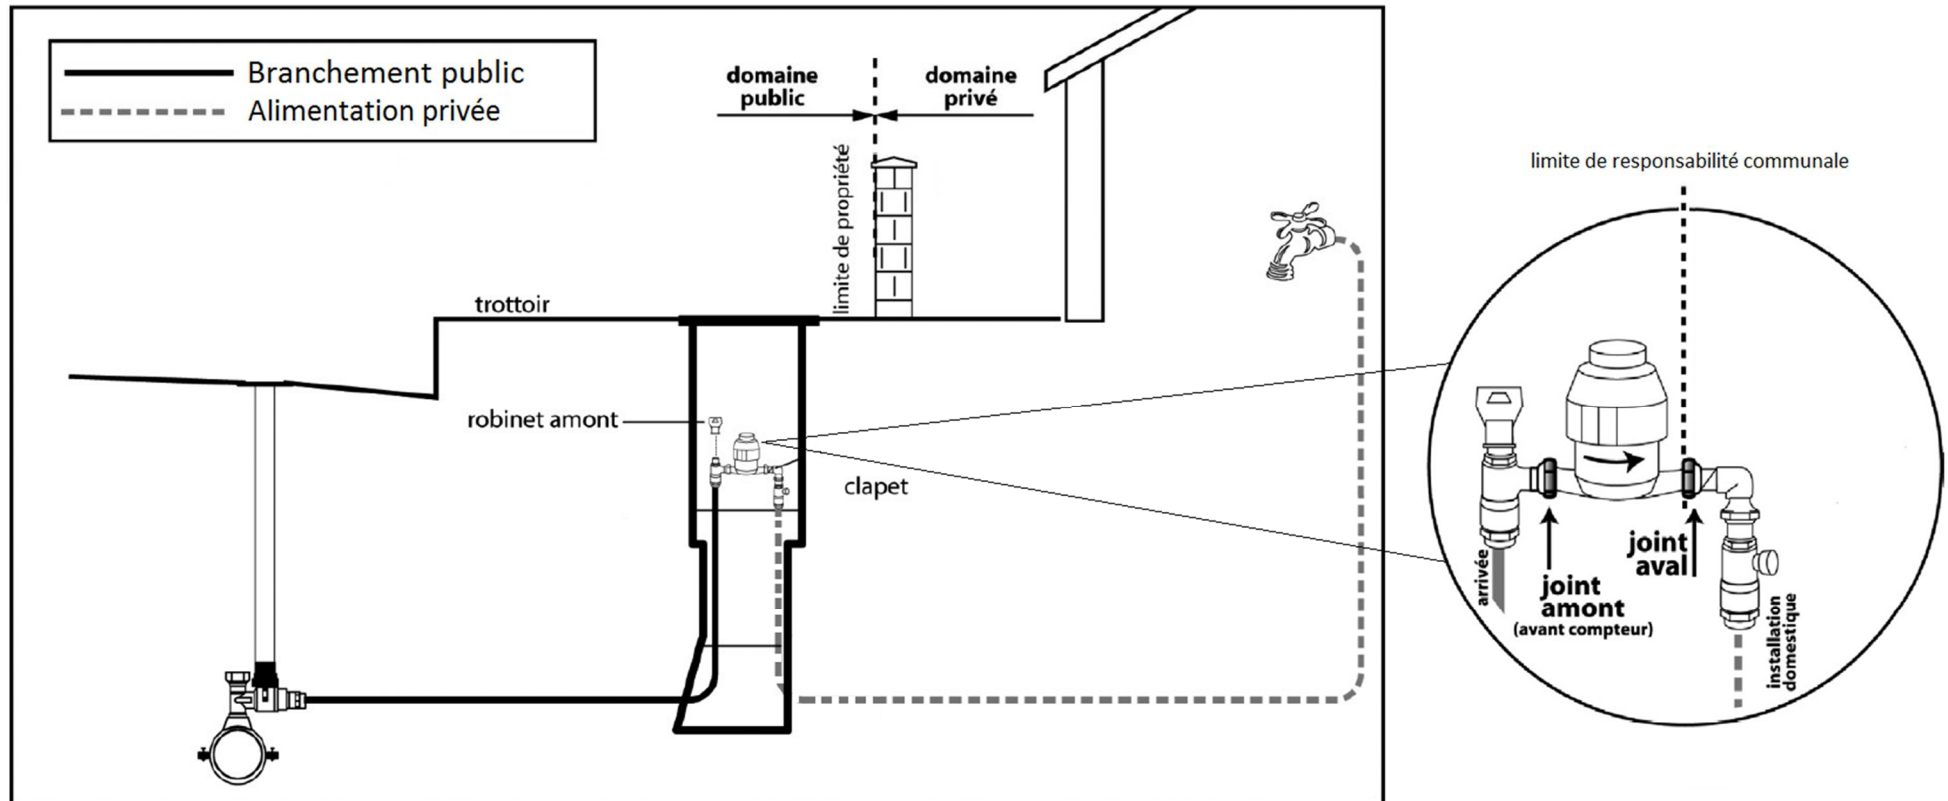 Branchement public
Alimentation privée
domaine
public
domaine
privé
limite de propriété
trottoir
robinet amont
clapet
limite de responsabilité communale
arrivée
joint
amont
(avant compteur)
joint
aval
installation
domestique